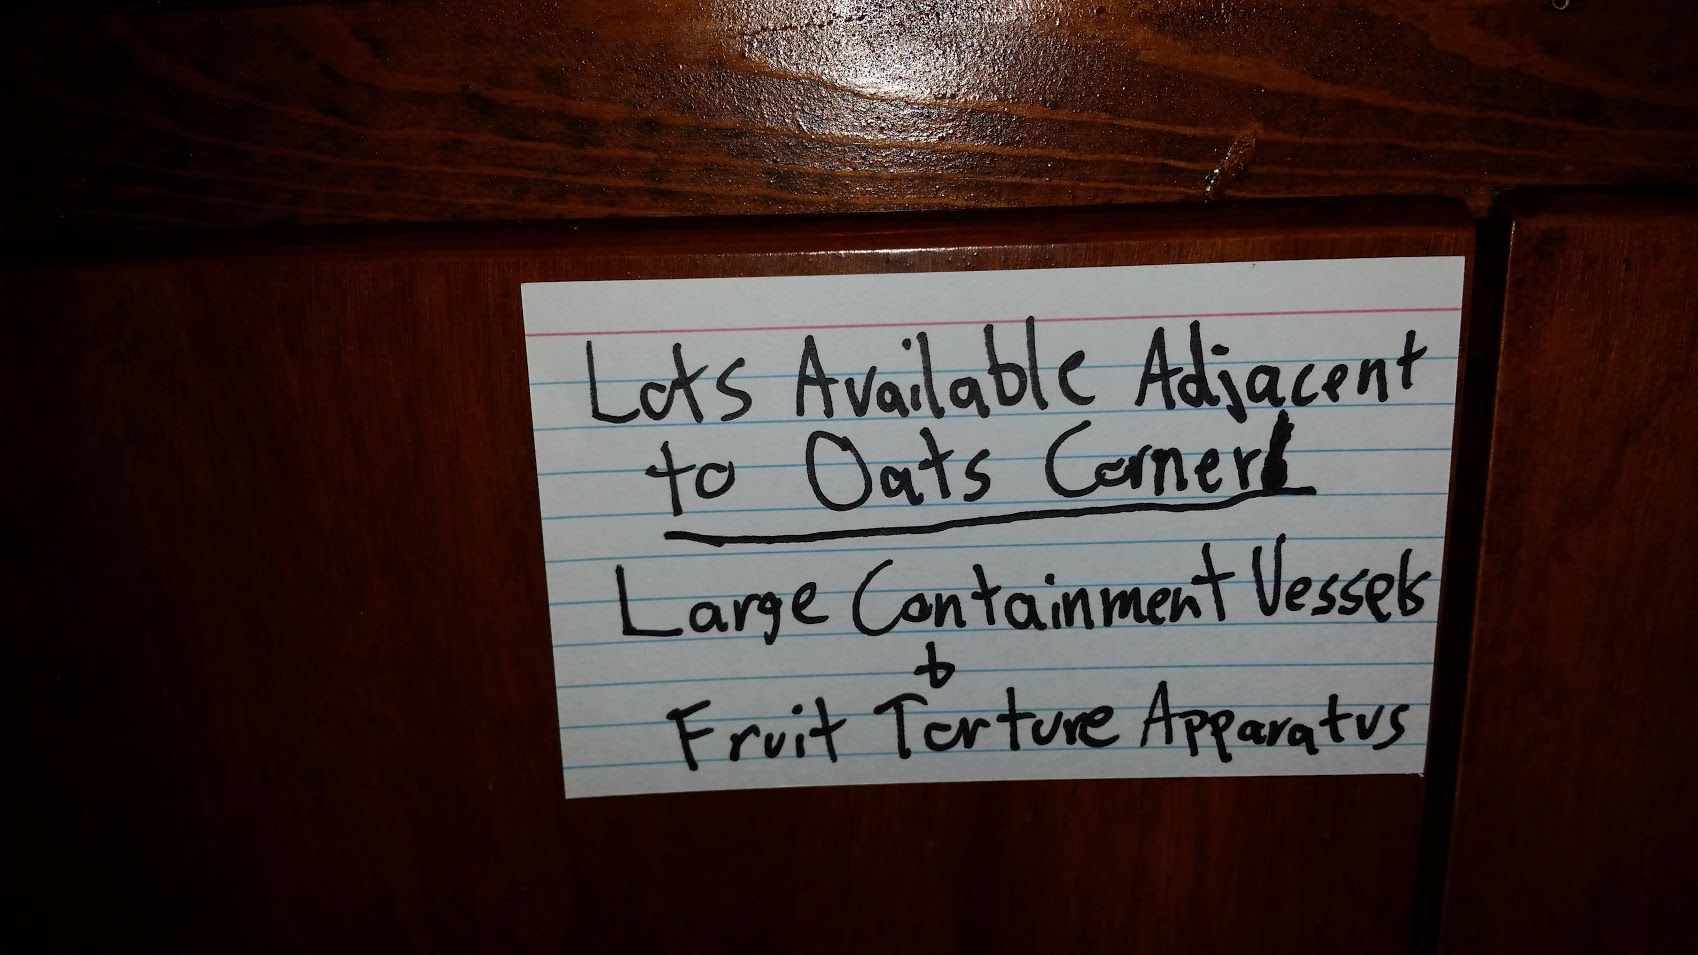 Lots Available Adjacent
to Oats Corner
Large Containment Vessels
&
Fruit Torture Apparatus